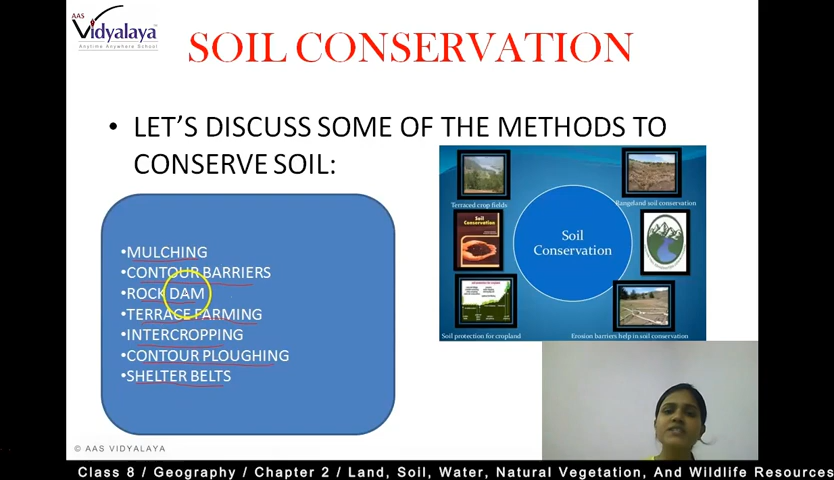 AAS
Vidyalaya
Anytime Anywhere School
SOIL CONSERVATION
• LET'S DISCUSS SOME OF THE METHODS TO
CONSERVE SOIL:
•MULCHING
•CONTOUR BARRIERS
•ROCK DAM
•TERRACE FARMING
•INTERCROPPING
•CONTOUR PLOUGHING
•SHELTER BELTS
Terraced crop fields
Rangeland soil conservation
Soil
Conservation
Soil
Conservation
Soil protection for cropland
Erosion barriers help in soil conservation
© AAS VIDYALAYA
Class 8 / Geography / Chapter 2 / Land, Soil, Water, Natural Vegetation, And Wildlife Resources